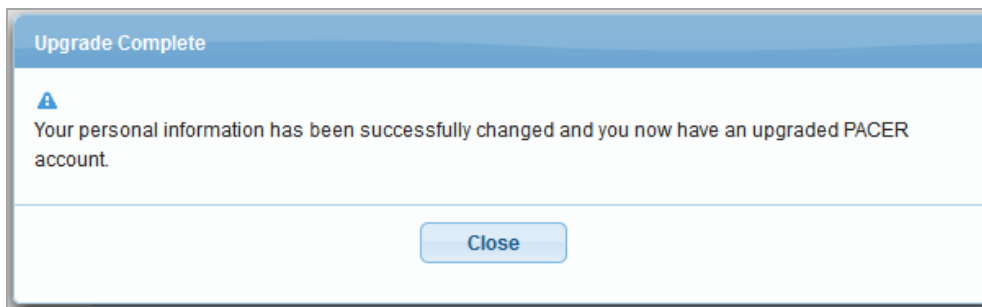 Upgrade Complete
Your personal information has been successfully changed and you now have an upgraded PACER
account.
Close